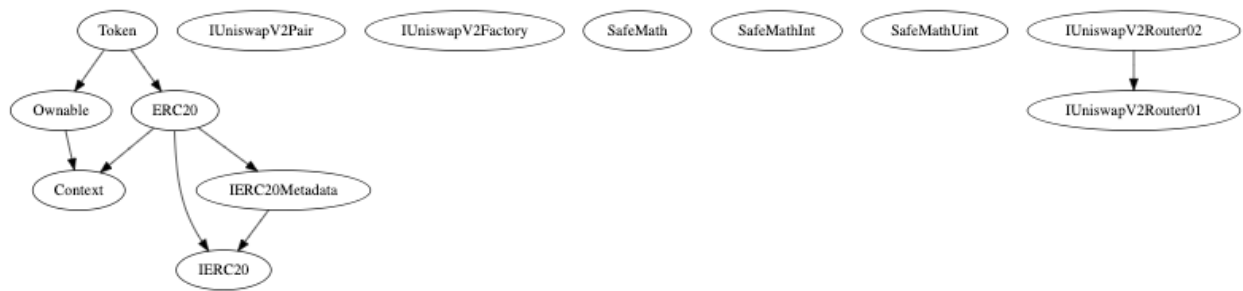 Token
IUniswapV2Pair
IUniswapV2Factory
SafeMath
SafeMathInt
SafeMathUint
IUniswapV2Router02
Ownable
ERC20
IUniswapV2Router01
Context
IERC20Metadata
IERC20